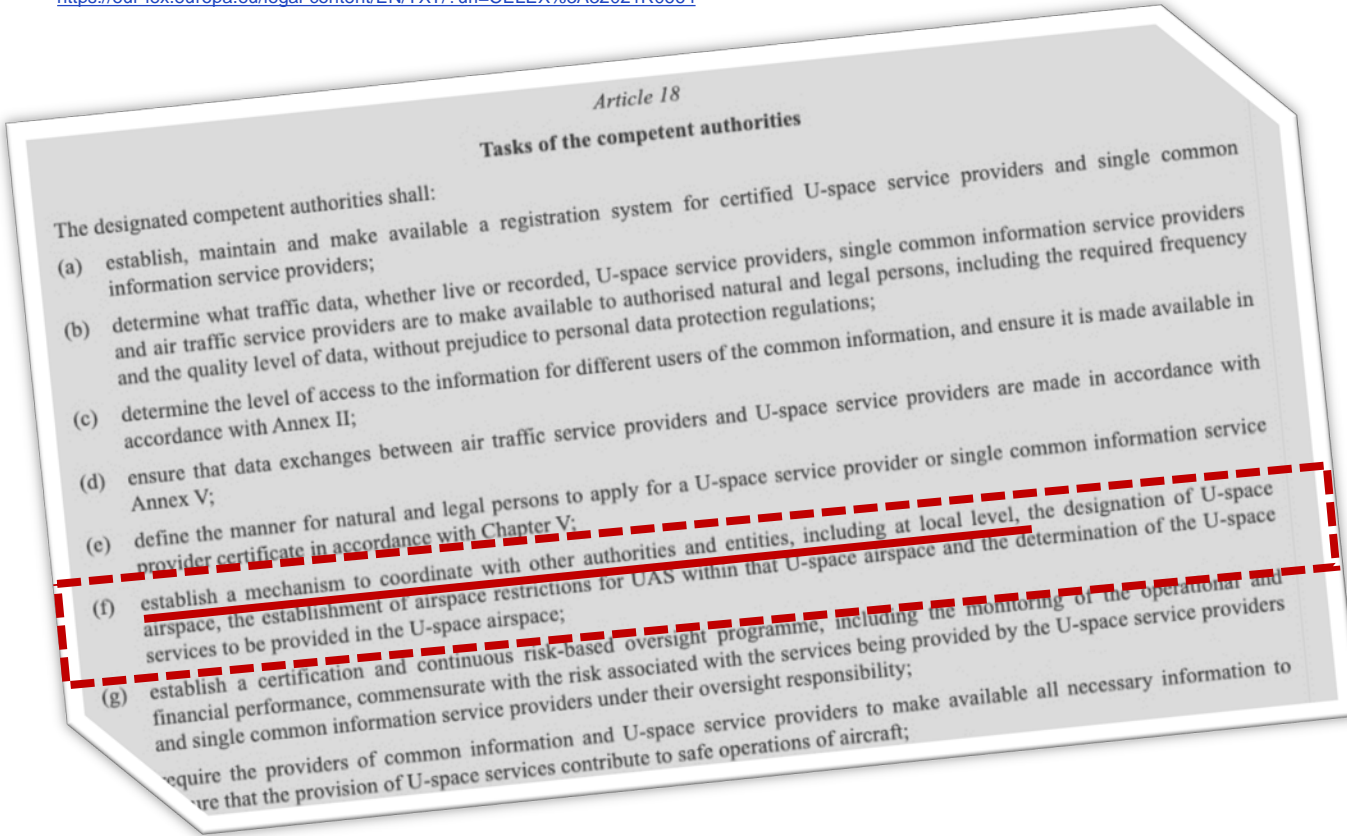 Article 18
Tasks of the competent authorities
The designated competent authorities shall:
(a) establish, maintain and make available a registration system for certified U-space service providers and single common
information service providers;
(b) determine what traffic data, whether live or recorded, U-space service providers, single common information service providers
and air traffic service providers are to make available to authorised natural and legal persons, including the required frequency
and the quality level of data, without prejudice to personal data protection regulations;
(c) determine the level of access to the information for different users of the common information, and ensure it is made available in
accordance with Annex II;
(d) ensure that data exchanges between air traffic service providers and U-space service providers are made in accordance with
Annex V;
(e) define the manner for natural and legal persons to apply for a U-space service provider or single common information service
provider certificate in accordance with Chapter V;
(f) establish a mechanism to coordinate with other authorities and entities, including at local level, the designation of U-space
airspace, the establishment of airspace restrictions for UAS within that U-space airspace and the determination of the U-space
services to be provided in the U-space airspace;
(g) establish a certification and continuous risk-based oversight programme, including the monitoring of the operational and
financial performance, commensurate with the risk associated with the services being provided by the U-space service providers
and single common information service providers under their oversight responsibility;
the providers of common information and U-space service providers to make available all necessary information to
that the provision of U-space services contribute to safe operations of aircraft;